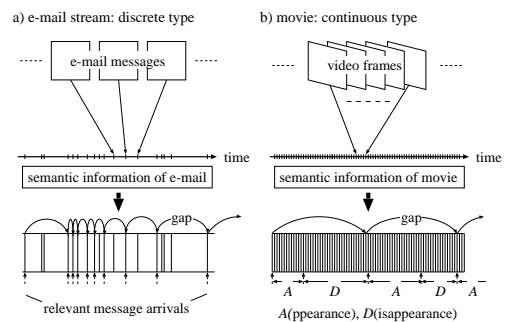 a) e-mail stream: discrete type
e-mail messages
time
semantic information of e-mail
gap
relevant message arrivals
b) movie: continuous type
video frames
time
semantic information of movie
gap
A D A D A
A(ppearance), D(isappearance)